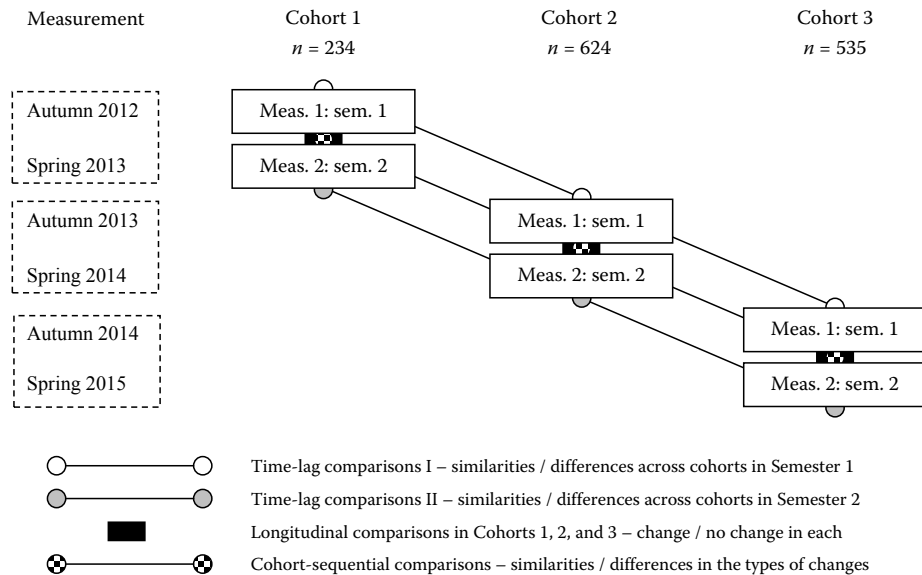 Measurement
Cohort 1
Cohort 2
Cohort 3
n = 234
n = 624
n = 535
Autumn 2012
Meas. 1: sem. 1
Spring 2013
Meas. 2: sem. 2
Autumn 2013
Meas. 1: sem. 1
Spring 2014
Meas. 2: sem. 2
Autumn 2014
Meas. 1: sem. 1
Spring 2015
Meas. 2: sem. 2
Time-lag comparisons I – similarities / differences across cohorts in Semester 1
Time-lag comparisons II – similarities / differences across cohorts in Semester 2
Longitudinal comparisons in Cohorts 1, 2, and 3 – change / no change in each
Cohort-sequential comparisons – similarities / differences in the types of changes